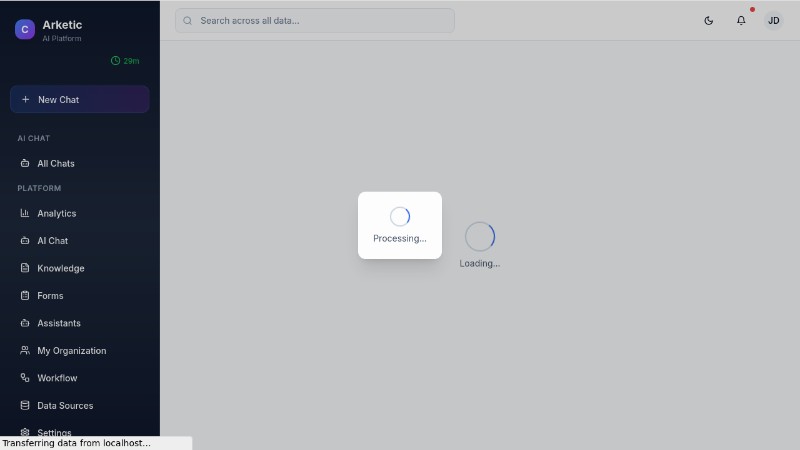 C
Arketic
AI Platform
29m
New Chat
AI CHAT
All Chats
PLATFORM
Analytics
AI Chat
Knowledge
Forms
Assistants
My Organization
Workflow
Data Sources
Settings
Transferring data from localhost...
Search across all data...
JD
Processing...
Loading...